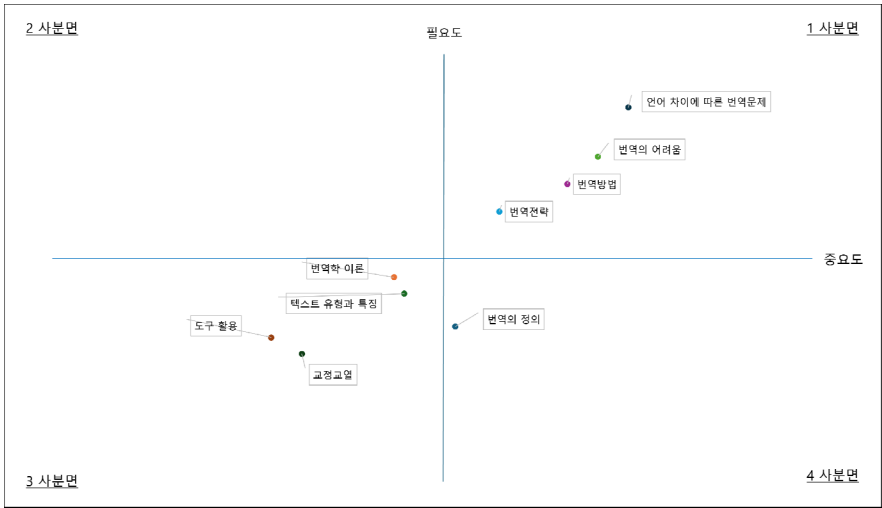 2 사분면
필요도
1 사분면
언어 차이에 따른 번역문제
번역의 어려움
번역방법
번역전략
중요도
번역학 이론
텍스트 유형과 특징
번역의 정의
도구 활용
교정교열
3 사분면
4 사분면